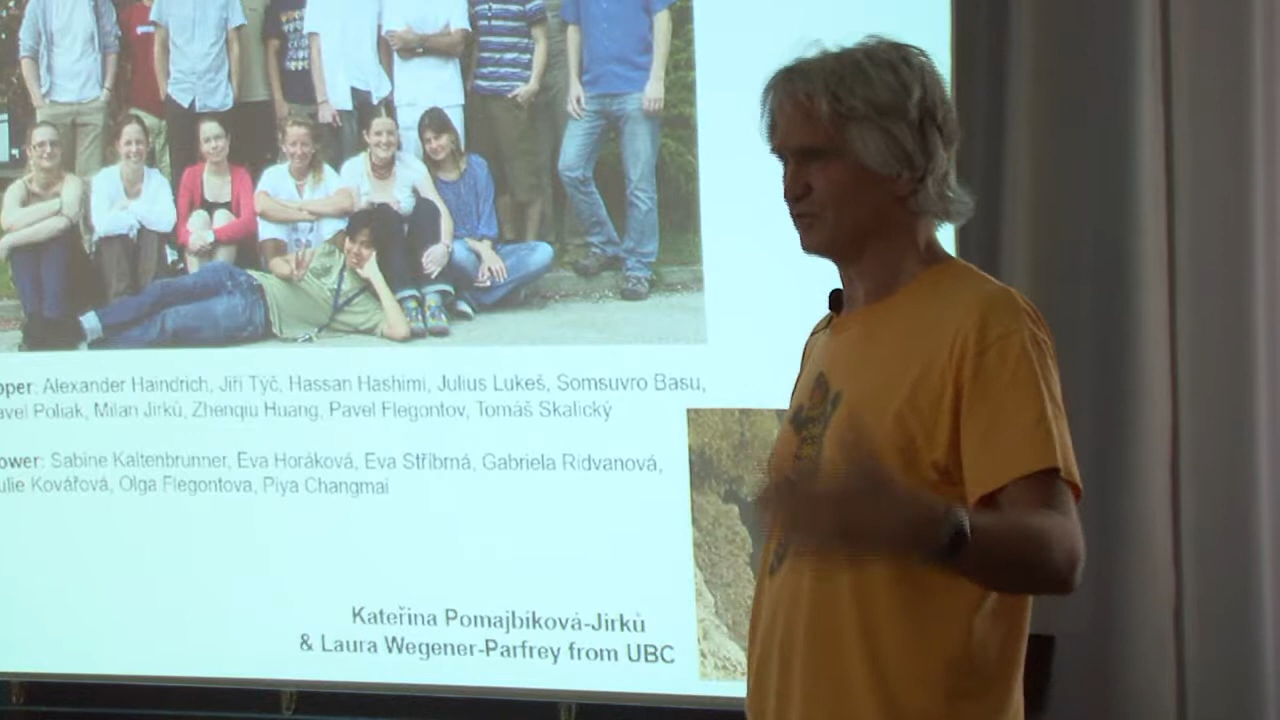 pper: Alexander Haindrich, Jiří Týč, Hassan Hashimi, Julius Lukeš, Somsuvro Basu,
avel Poliak, Milan Jirků, Zhenqiu Huang, Pavel Flegontov, Tomáš Skalický
ower: Sabine Kaltenbrunner, Eva Horáková, Eva Stříbrná, Gabriela Ridvanová,
ulie Kovářová, Olga Flegontova, Piya Changmai
Kateřina Pomajbíková-Jirků
& Laura Wegener-Parfrey from UBC